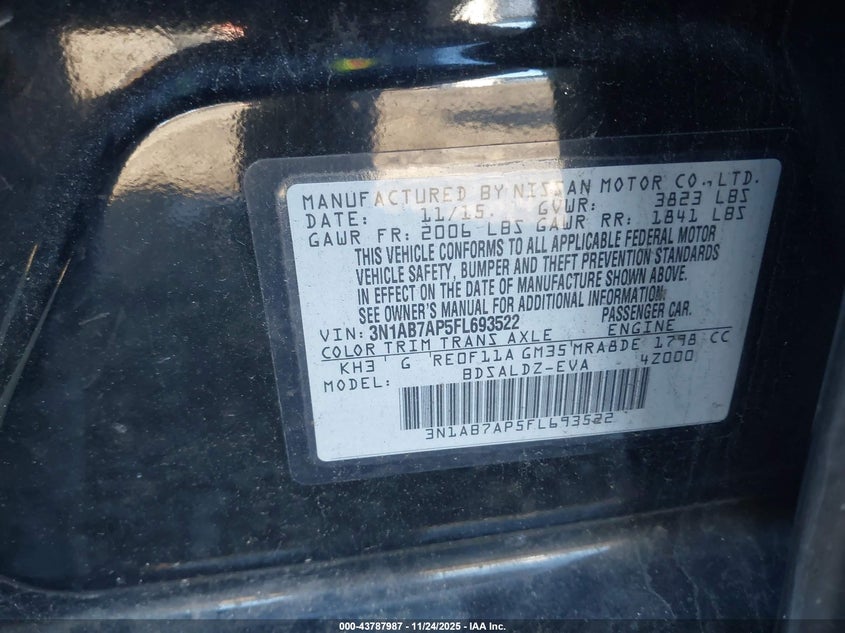 MANUFACTURED BY NISSAN MOTOR CO., LTD.
DATE: 11/15 GVWR: 3823 LBS
GAWR FR: 2006 LBS GAWR RR: 1841 LBS
THIS VEHICLE CONFORMS TO ALL APPLICABLE FEDERAL MOTOR
VEHICLE SAFETY, BUMPER AND THEFT PREVENTION STANDARDS
IN EFFECT ON THE DATE OF MANUFACTURE SHOWN ABOVE.
SEE OWNER'S MANUAL FOR ADDITIONAL INFORMATION.
VIN: 3N1AB7AP5FL693522 PASSENGER CAR.
COLOR TRIM TRANS AXLE ENGINE
KH3 G RE0F11A GM35 MRA8DE 1798 CC
MODEL: BDSALDZ-EVA 4Z000
3N1AB7AP5FL693522
000-43787987 - 11/24/2025 - IAA Inc.